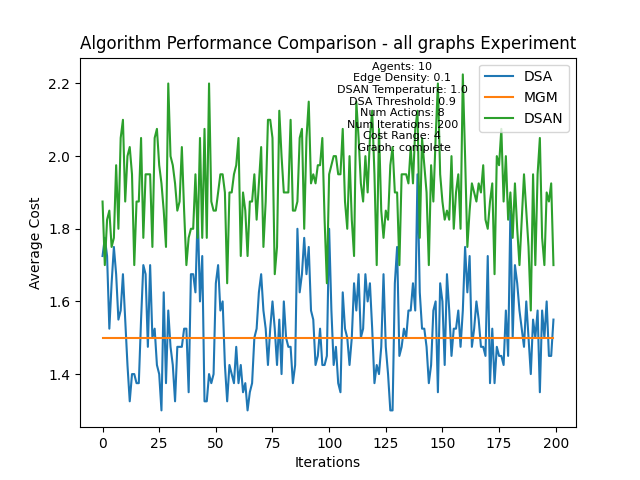 Algorithm Performance Comparison - all graphs Experiment
Agents: 10
Edge Density: 0.1
DSAN Temperature: 1.0
DSA Threshold: 0.9
Num Actions: 8
Num Iterations: 200
Cost Range: 4
Graph: complete
DSA
MGM
DSAN
Average Cost
2.2
2.0
1.8
1.6
1.4
0
25
50
75
100
125
150
175
200
Iterations